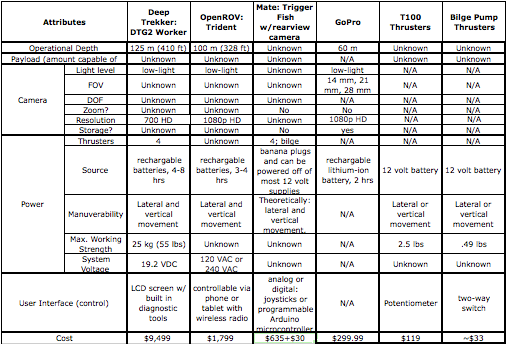 Attributes | Deep Trekker: DTG2 Worker | OpenROV: Trident | Mate: Trigger Fish w/rearview camera | GoPro | T100 Thrusters | Bilge Pump Thrusters
Operational Depth | 125 m (410 ft) | 100 m (328 ft) | Unknown | 60 m | Unknown | Unknown
Payload (amount capable of | Unknown | Unknown | Unknown | N/A | Unknown | Unknown
Camera | Light level | low-light | low-light | Unknown | low-light | N/A | N/A
FOV | Unknown | Unknown | Unknown | 14 mm, 21 mm, 28 mm | N/A | N/A
DOF | Unknown | Unknown | Unknown | N/A | N/A | N/A
Zoom? | Unknown | Unknown | No | No | N/A | N/A
Resolution | 700 HD | 1080p HD | Unknown | 1080p HD | N/A | N/A
Storage? | Unknown | Unknown | No | yes | N/A | N/A
Power | Thrusters | 4 | Unknown | 4; bilge | N/A | N/A | N/A
Source | rechargable batteries, 4-8 hrs | rechargable batteries, 3-4 hrs | banana plugs and can be powered off of most 12 volt supplies | rechargable lithium-ion battery, 2 hrs | 12 volt battery | 12 volt battery
Manuverability | Lateral and vertical movement | Lateral and vertical movement | Theoretically: lateral and vertical movement. | N/A | Lateral or vertical movement | Lateral or vertical movement
Max. Working Strength | 25 kg (55 lbs) | Unknown | Unknown | N/A | 2.5 lbs | .49 lbs
System Voltage | 19.2 VDC | 120 VAC or 240 VAC | Unknown | N/A | Unknown | Unknown
User Interface (control) | LCD screen w/ built in diagnostic tools | controllable via phone or tablet with wireless radio | analog or digital: joysticks or programmable Arduino microcontroller | N/A | Potentiometer | two-way switch
Cost | $9,499 | $1,799 | $635+$30 | $299.99 | $119 | ~$33